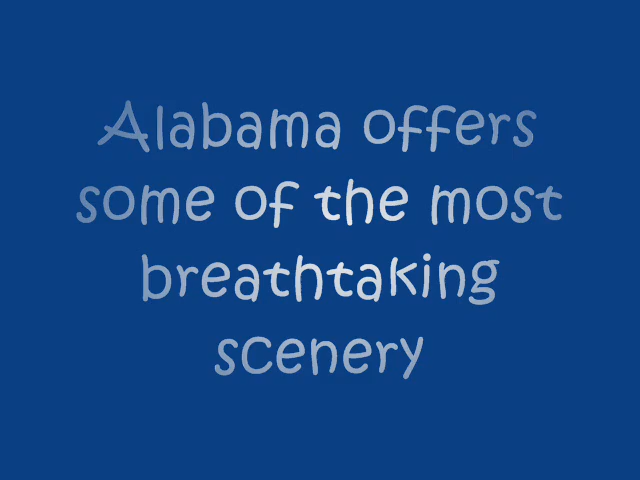 Alabama offers
some of the most
breathtaking
scenery